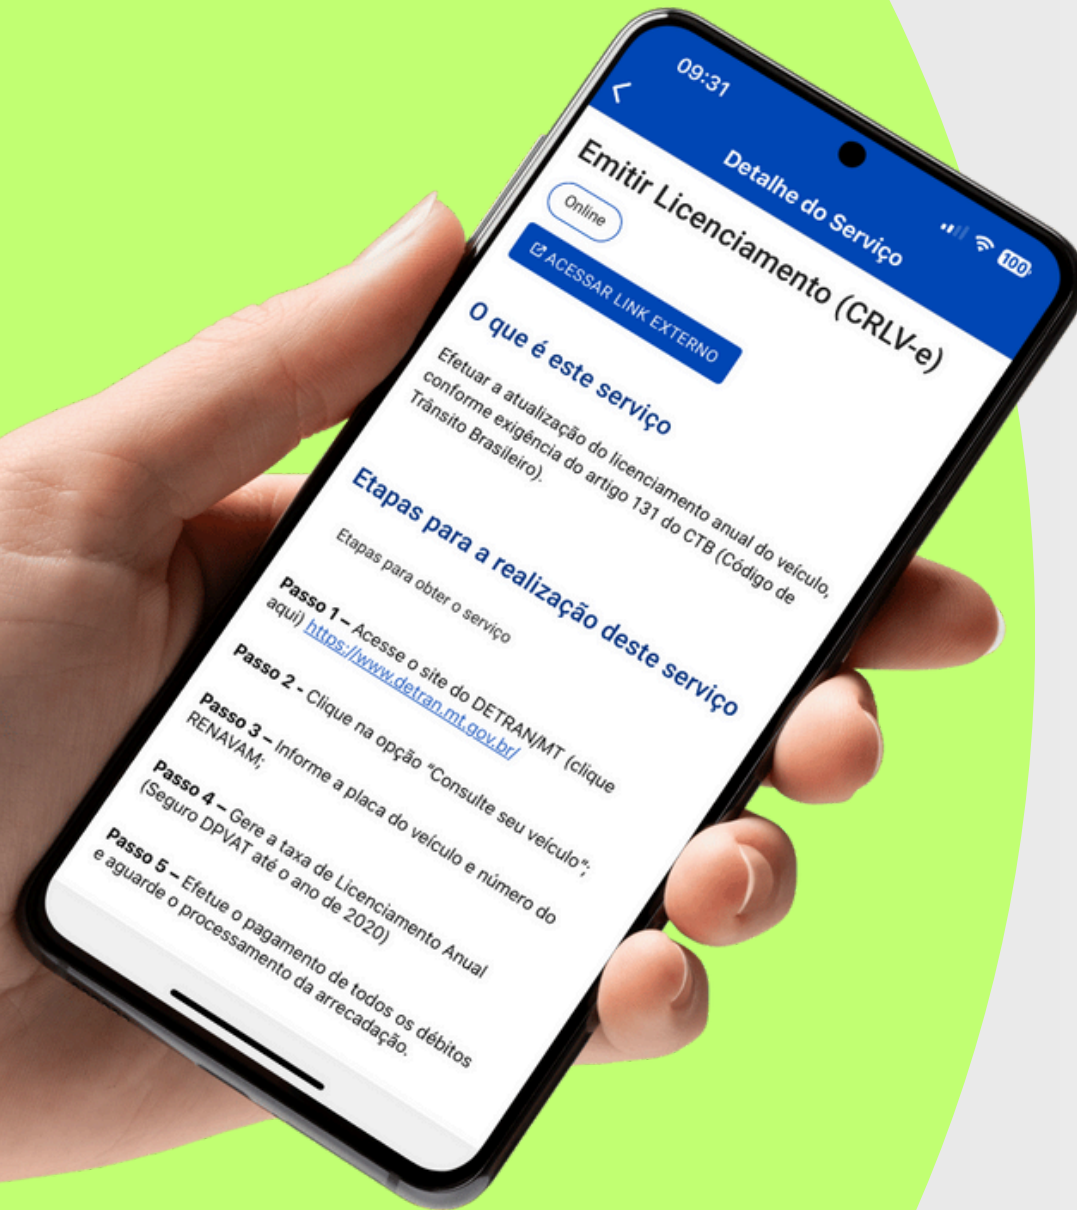 09:31
100
Detalhe do Serviço
Emitir Licenciamento (CRLV-e)
Online
ACESSAR LINK EXTERNO
O que é este serviço
Efetuar a atualização do licenciamento anual do veículo,
conforme exigência do artigo 131 do CTB (Código de
Trânsito Brasileiro).
Etapas para a realização deste serviço
Etapas para obter o serviço
Passo 1 – Acesse o site do DETRAN/MT (clique
aqui) https://www.detran.mt.gov.br/
Passo 2 - Clique na opção “Consulte seu veículo“;
Passo 3 – Informe a placa do veículo e número do
RENAVAM;
Passo 4 – Gere a taxa de Licenciamento Anual
(Seguro DPVAT até o ano de 2020)
Passo 5 – Efetue o pagamento de todos os débitos
e aguarde o processamento da arrecadação.